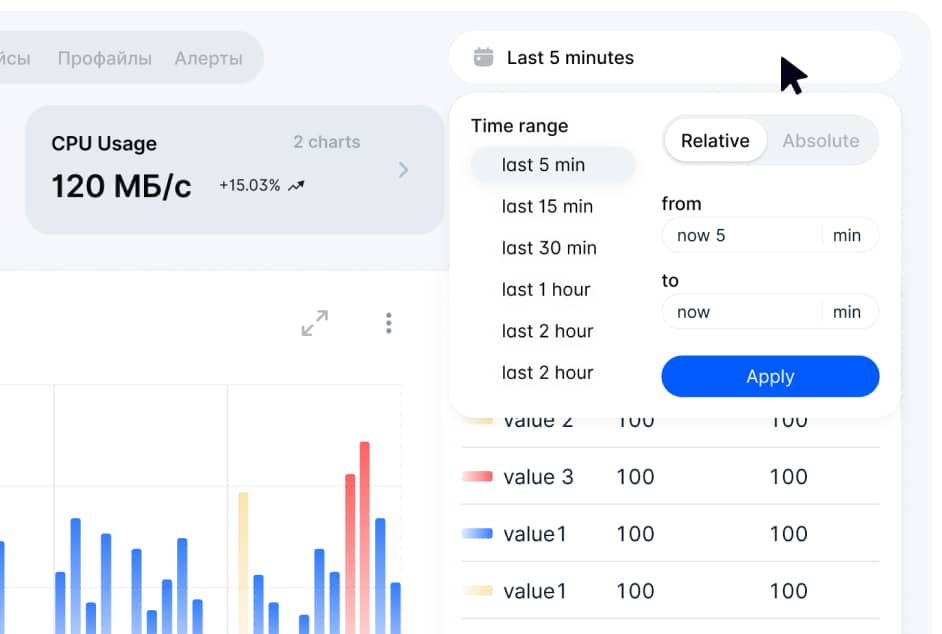 Профайлы Алерты
Last 5 minutes
CPU Usage
2 charts
120 МБ/с
+15.03%
Time range
last 5 min
last 15 min
last 30 min
last 1 hour
last 2 hour
last 2 hour
Relative Absolute
from
now 5 min
to
now min
Apply
value 2 100 100
value 3 100 100
value1 100 100
value1 100 100